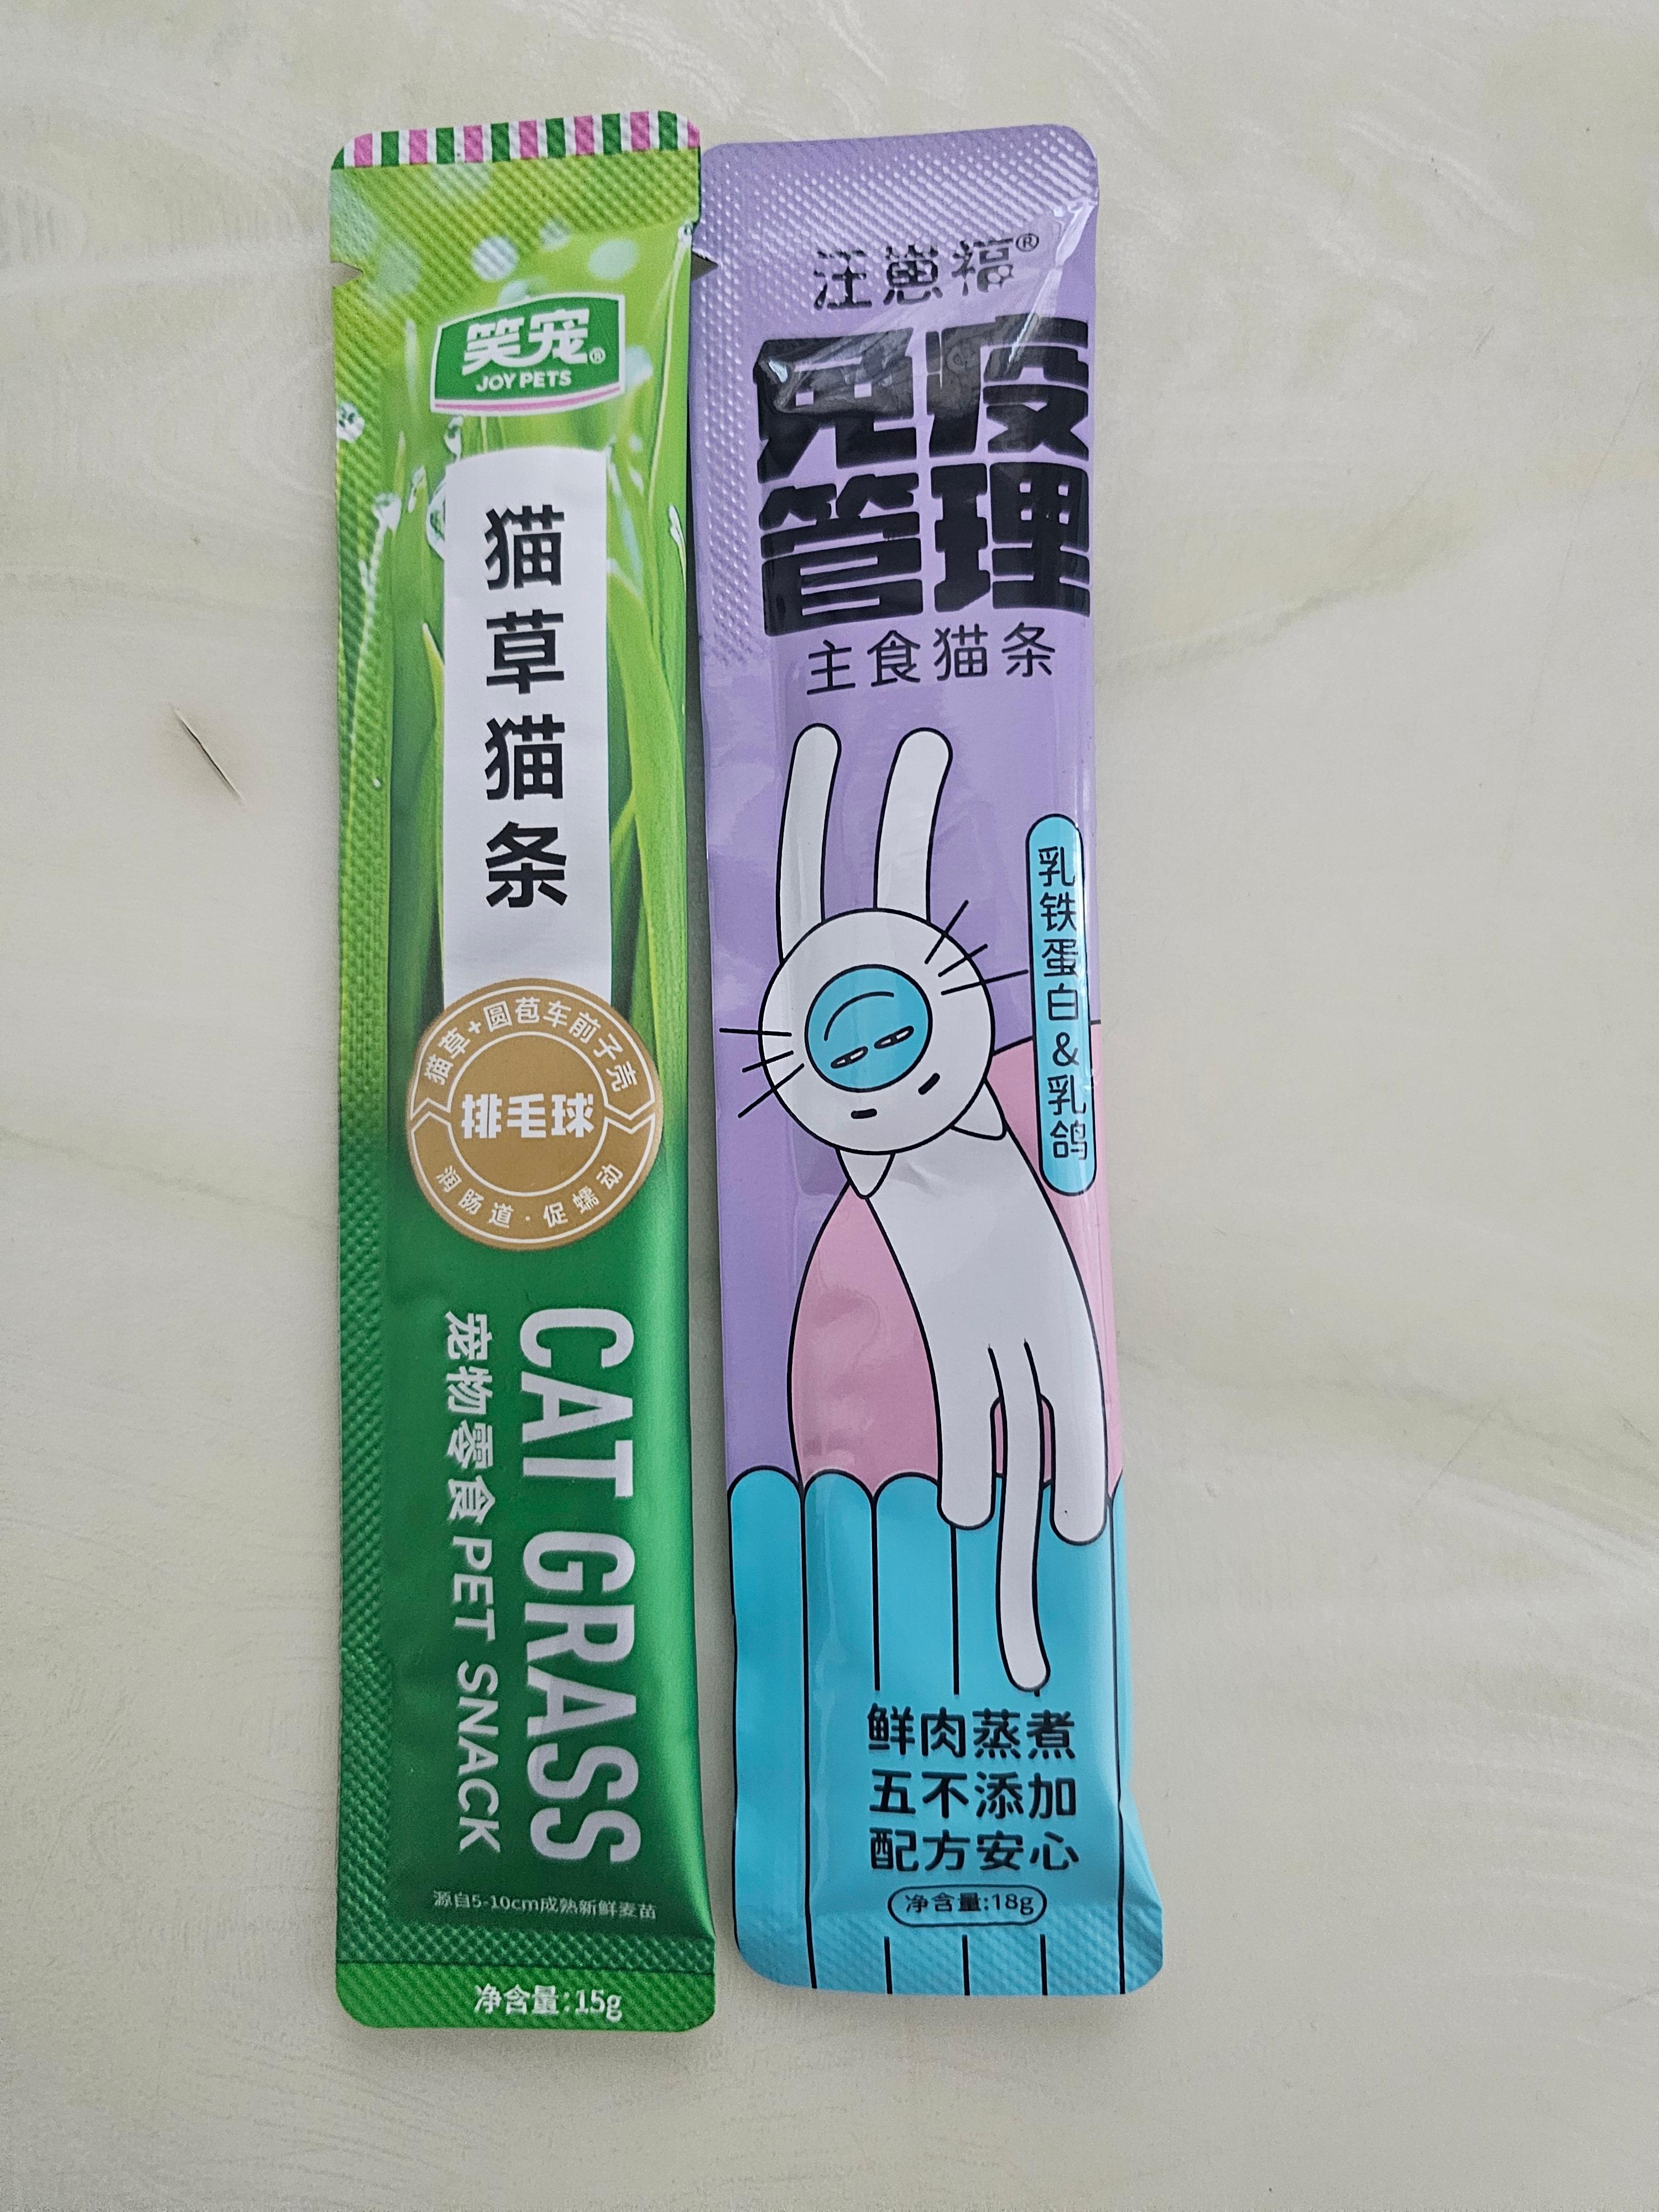 笑宠®
JOY PETS
猫草猫条
猫草+圆苞车前子壳
排毛球
润肠道·促蠕动
CAT GRASS
宠物零食 PET SNACK
源自5-10cm成熟新鲜麦苗
净含量:15g
汪崽福®
免疫
管理
主食猫条
乳铁蛋白&乳鸽
鲜肉蒸煮
五不添加
配方安心
净含量:18g